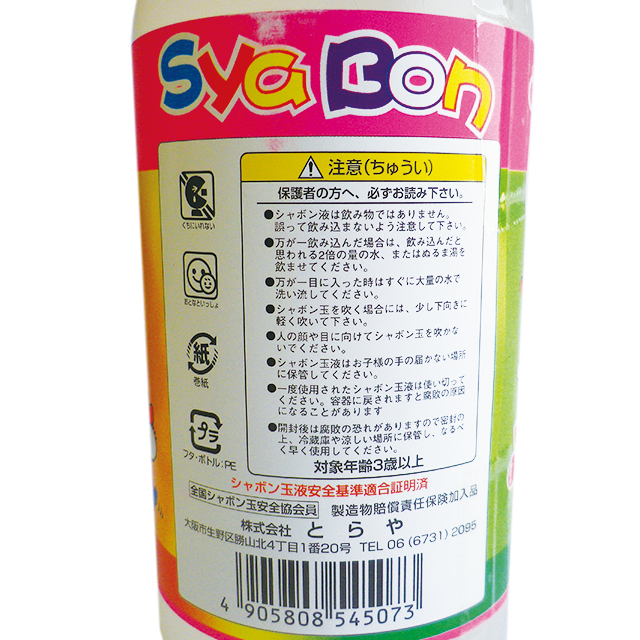 Sya Bon
くちにいれない
おとなといっしょ
紙
巻紙
プラ
フタ・ボトル:PE
注意(ちゅうい)
保護者の方へ、必ずお読み下さい。
●シャボン液は飲み物ではありません。
誤って飲み込まないよう注意して下さい。
●万が一飲み込んだ場合は、飲み込んだと
思われる2倍の量の水、またはぬるま湯を
飲ませてください。
●万が一目に入った時はすぐに大量の水で
洗い流してください。
●シャボン玉を吹く場合には、少し下向きに
軽く吹いて下さい。
●人の顔や目に向けてシャボン玉を吹かな
いでください。
●シャボン玉液はお子様の手の届かない場所
に保管してください。
●一度使用されたシャボン玉液は使い切って
ください。容器に戻されますと腐敗の原因
になることがあります
●開封後は腐敗の恐れがありますので密封の
上、冷蔵庫や涼しい場所に保管し、なるべ
く早く使用してください。
対象年齢3歳以上
シャボン玉液安全基準適合証明済
全国シャボン玉安全協会員 製造物賠償責任保険加入品
株式会社 とらや
大阪市生野区勝山北4丁目1番20号 TEL 06 (6731) 2095
4 905808 545073